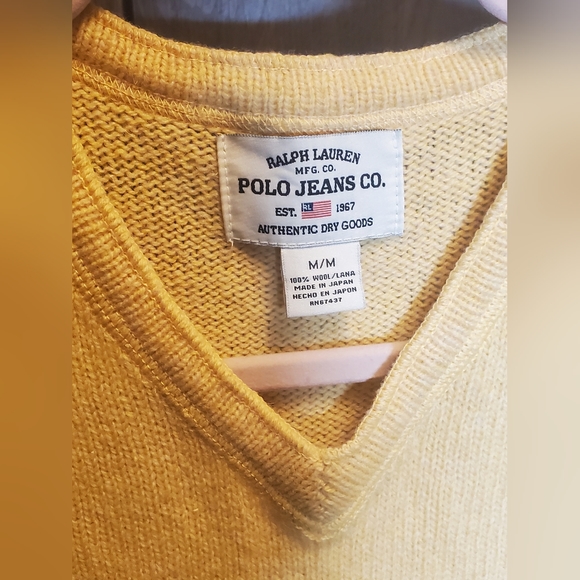 RALPH LAUREN
MFG. CO.
POLO JEANS CO.
EST. RL 1967
AUTHENTIC DRY GOODS
M/M
100% WOOL/LANA
MADE IN JAPAN
HECHO EN JAPON
RN67437